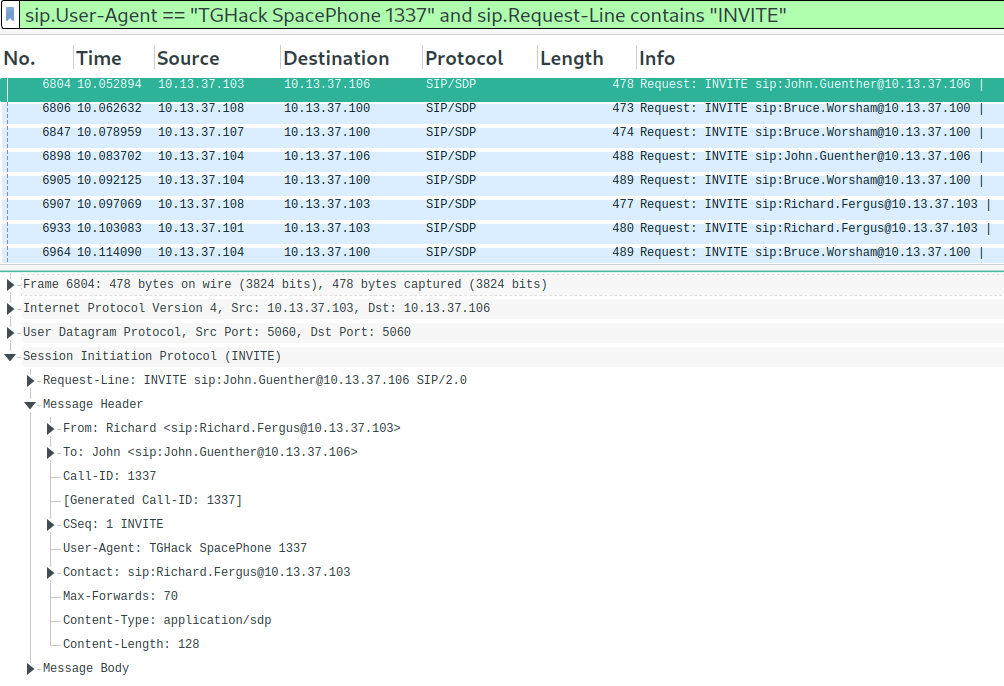 sip.User-Agent == "TGHack SpacePhone 1337" and sip.Request-Line contains "INVITE"
No. Time Source Destination Protocol Length Info
6804 10.052894 10.13.37.103 10.13.37.106 SIP/SDP 478 Request: INVITE sip:John.Guenther@10.13.37.106 |
6806 10.062632 10.13.37.108 10.13.37.100 SIP/SDP 473 Request: INVITE sip:Bruce.Worsham@10.13.37.100 |
6847 10.078959 10.13.37.107 10.13.37.100 SIP/SDP 474 Request: INVITE sip:Bruce.Worsham@10.13.37.100 |
6898 10.083702 10.13.37.104 10.13.37.106 SIP/SDP 488 Request: INVITE sip:John.Guenther@10.13.37.106 |
6905 10.092125 10.13.37.104 10.13.37.100 SIP/SDP 489 Request: INVITE sip:Bruce.Worsham@10.13.37.100 |
6907 10.097069 10.13.37.108 10.13.37.103 SIP/SDP 477 Request: INVITE sip:Richard.Fergus@10.13.37.103 |
6933 10.103083 10.13.37.101 10.13.37.103 SIP/SDP 480 Request: INVITE sip:Richard.Fergus@10.13.37.103 |
6964 10.114090 10.13.37.104 10.13.37.100 SIP/SDP 489 Request: INVITE sip:Bruce.Worsham@10.13.37.100 |
Frame 6804: 478 bytes on wire (3824 bits), 478 bytes captured (3824 bits)
Internet Protocol Version 4, Src: 10.13.37.103, Dst: 10.13.37.106
User Datagram Protocol, Src Port: 5060, Dst Port: 5060
Session Initiation Protocol (INVITE)
Request-Line: INVITE sip:John.Guenther@10.13.37.106 SIP/2.0
Message Header
From: Richard <sip:Richard.Fergus@10.13.37.103>
To: John <sip:John.Guenther@10.13.37.106>
Call-ID: 1337
[Generated Call-ID: 1337]
CSeq: 1 INVITE
User-Agent: TGHack SpacePhone 1337
Contact: sip:Richard.Fergus@10.13.37.103
Max-Forwards: 70
Content-Type: application/sdp
Content-Length: 128
Message Body